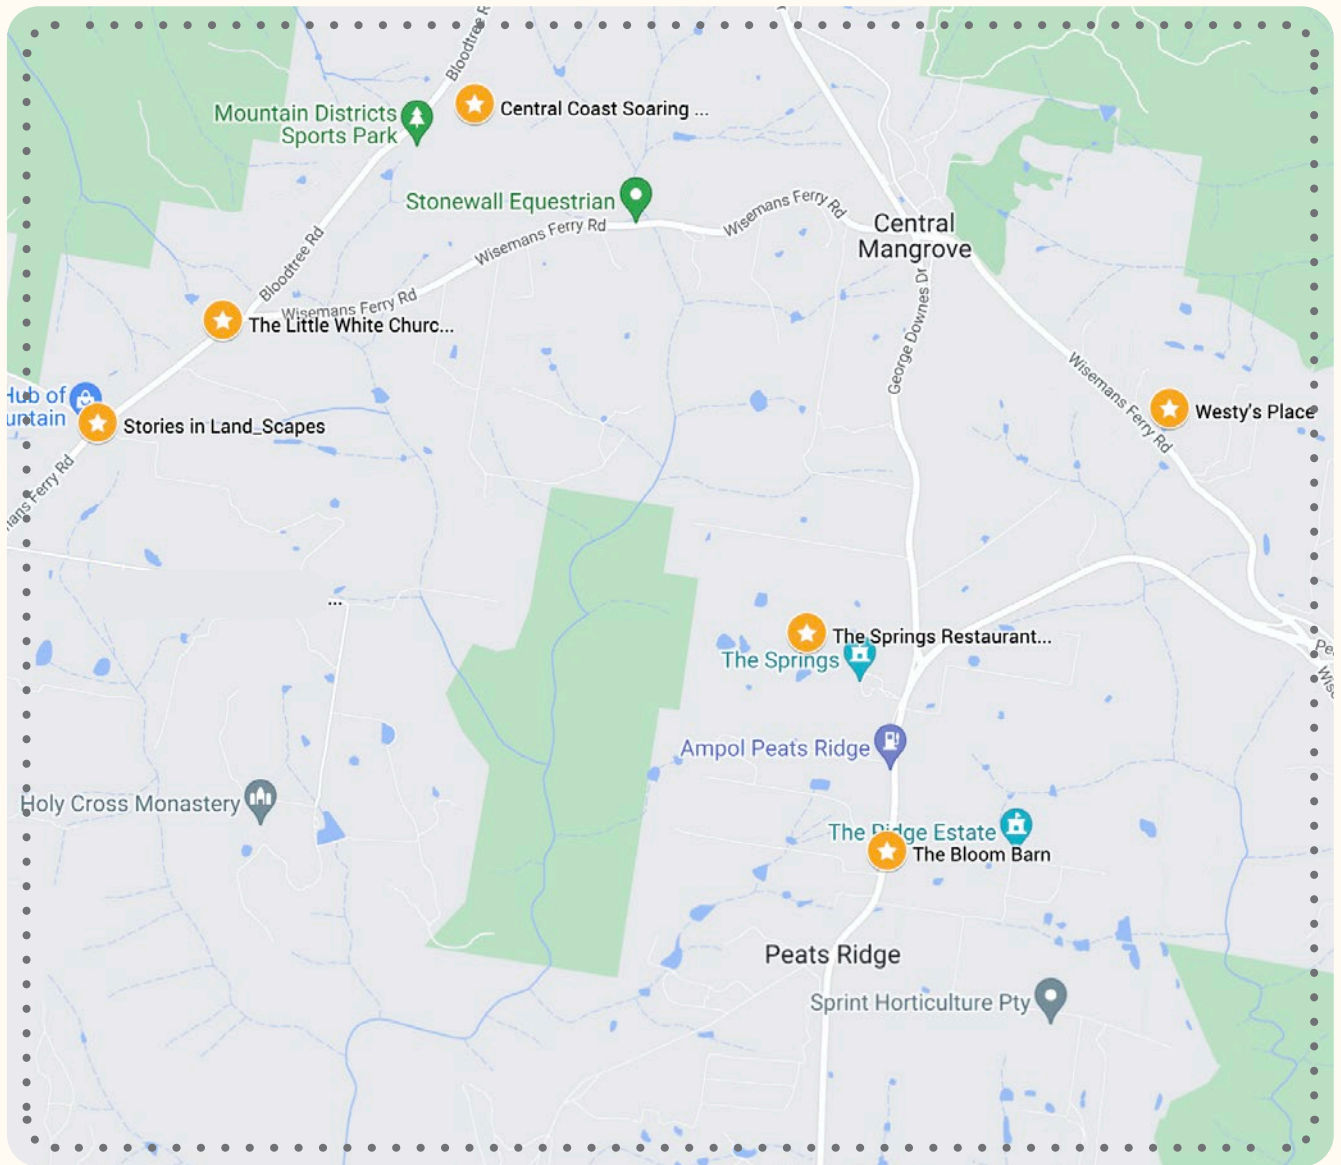 Bloodtree R
Central Coast Soaring ...
Mountain Districts
Sports Park
Stonewall Equestrian
Wisemans Ferry Rd
Central
Mangrove
Wisemans Ferry Rd
Bloodtree Rd
Wisemans Ferry Rd
The Little White Churc...
George Downes Dr
Wisemans Ferry Rd
Westy's Place
Hub of
untain
Stories in Land_Scapes
mans Ferry Rd
...
The Springs Restaurant...
The Springs
Pe
Wise
Ampol Peats Ridge
Holy Cross Monastery
The Ridge Estate
The Bloom Barn
Peats Ridge
Sprint Horticulture Pty